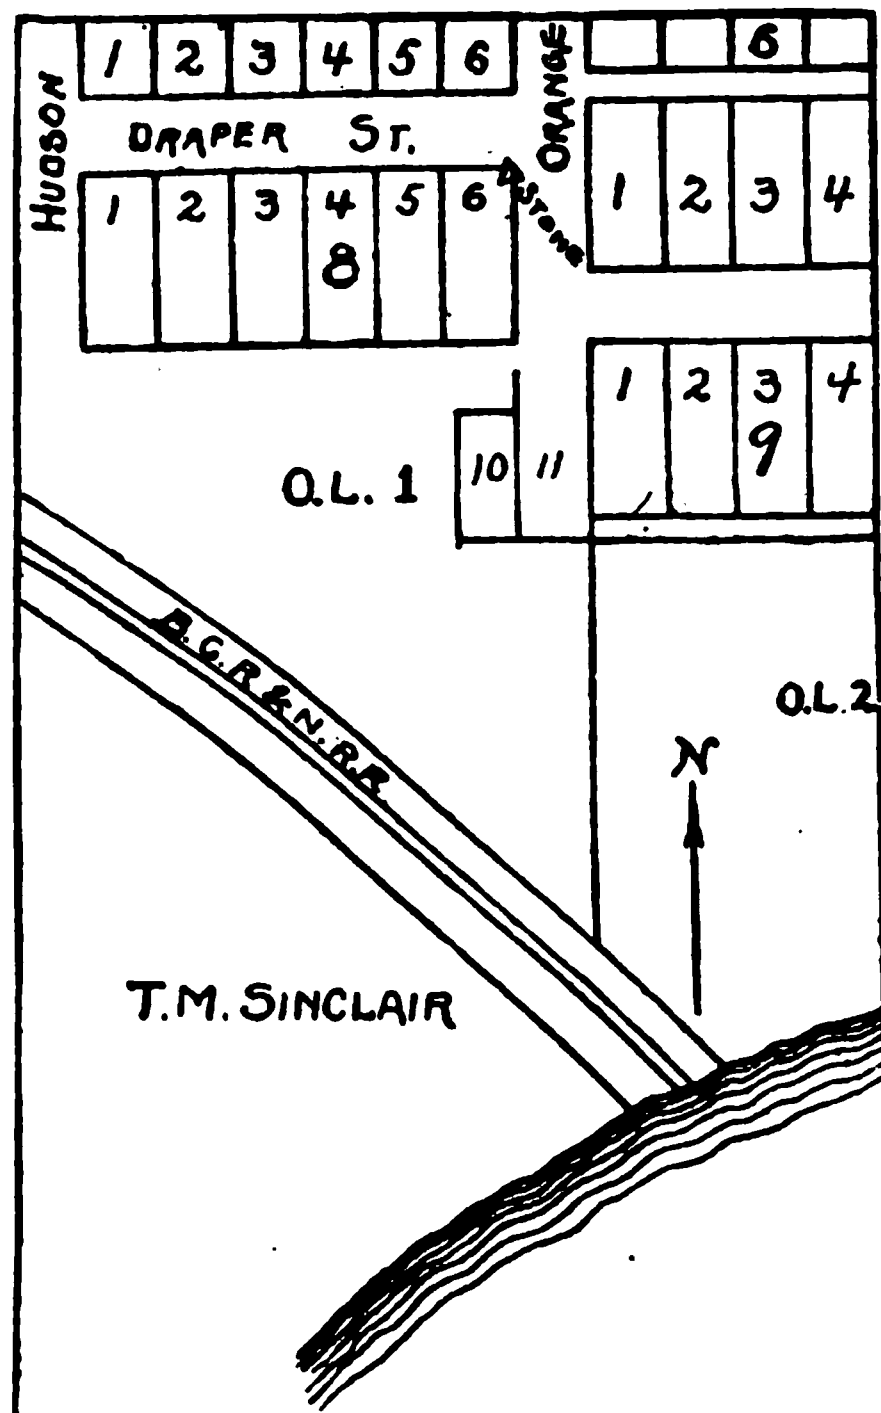 HUDSON
1 2 3 4 5 6
ORANGE
6
DRAPER ST.
1 2 3 4 5 6
8
STONE
1 2 3 4
1 2 3 4
9
O.L. 1
10 11
B.C.R & N.R.R
O.L.2
N
T.M. SINCLAIR